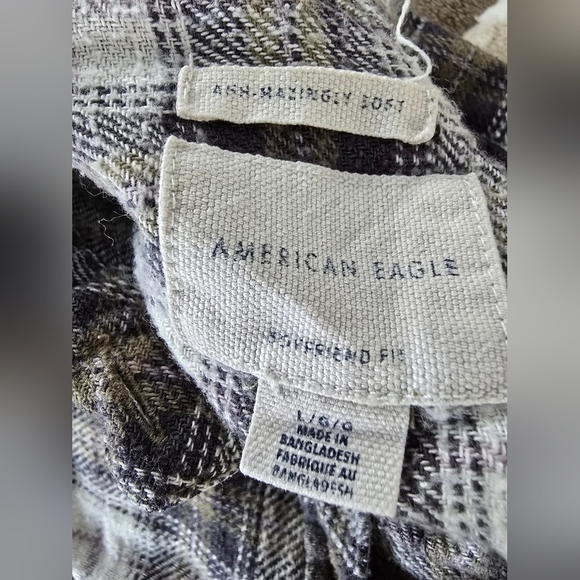 AHH-MAZINGLY SOFT
AMERICAN EAGLE
BOYFRIEND FIT
L/G/G
MADE IN
BANGLADESH
FABRIQUÉ AU
BANGLADESH